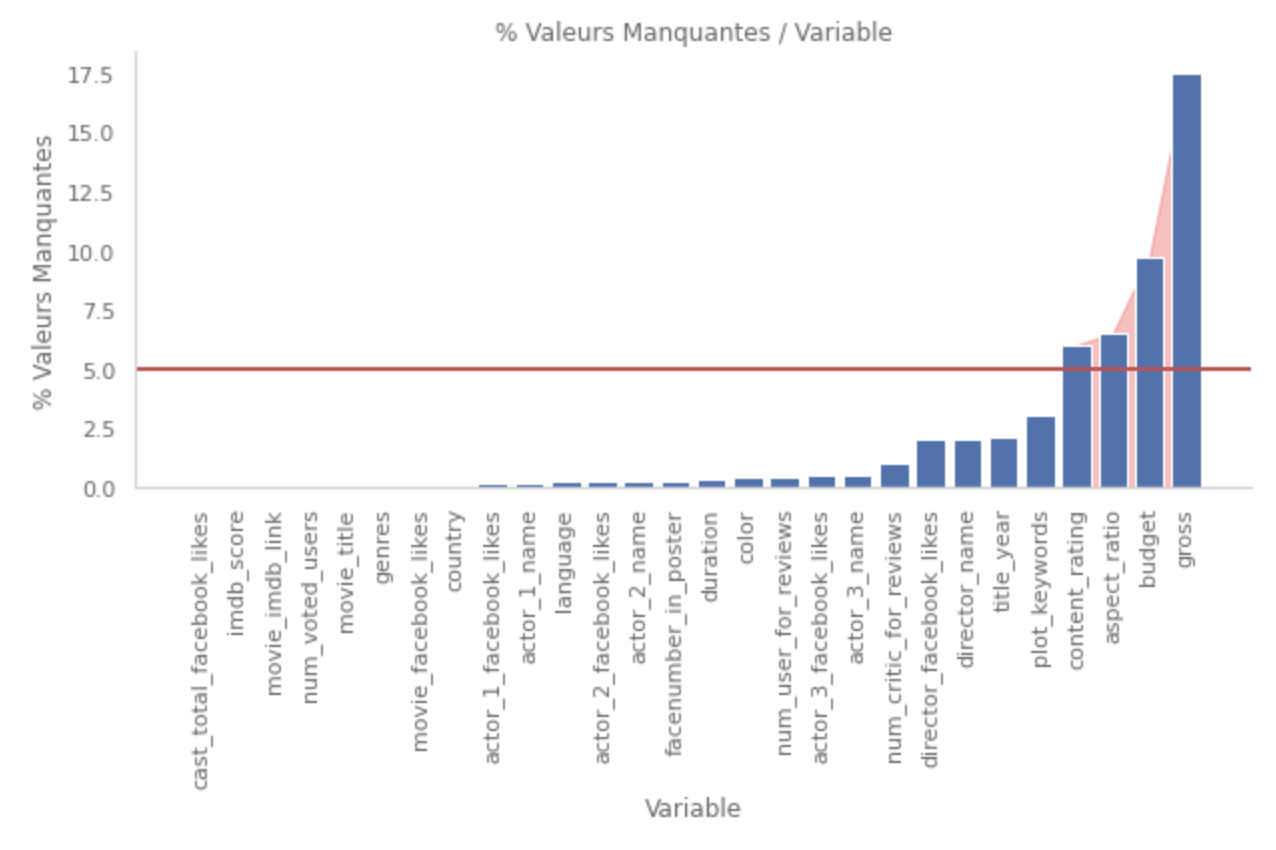 % Valeurs Manquantes / Variable
% Valeurs Manquantes
17.5
15.0
12.5
10.0
7.5
5.0
2.5
0.0
cast_total_facebook_likes
imdb_score
movie_imdb_link
num_voted_users
movie_title
genres
movie_facebook_likes
country
actor_1_facebook_likes
actor_1_name
language
actor_2_facebook_likes
actor_2_name
facenumber_in_poster
duration
color
num_user_for_reviews
actor_3_facebook_likes
actor_3_name
num_critic_for_reviews
director_facebook_likes
director_name
title_year
plot_keywords
content_rating
aspect_ratio
budget
gross
Variable